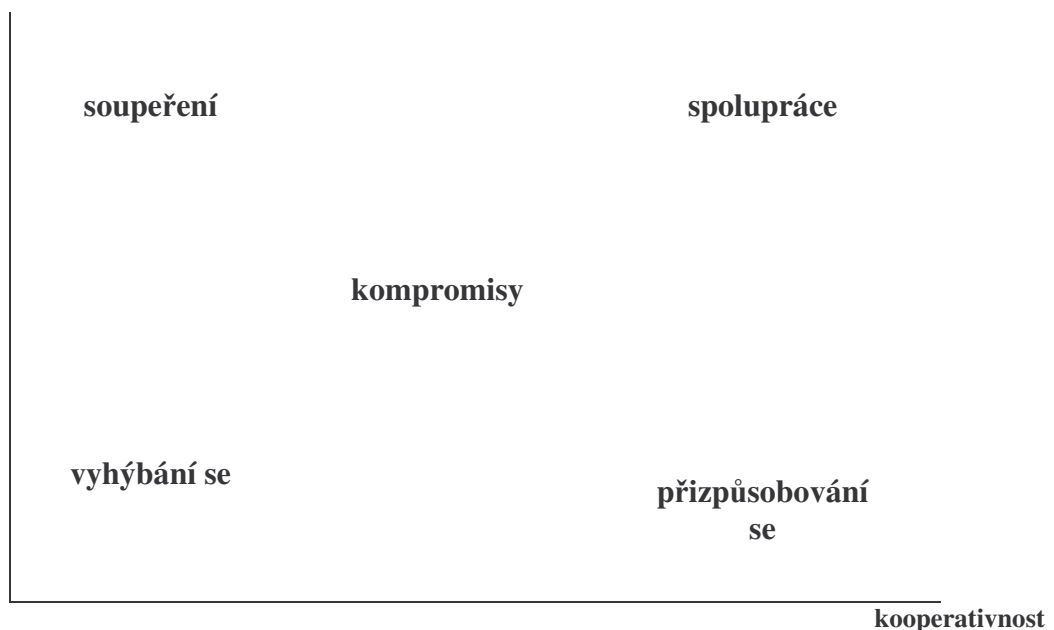 soupeření
spolupráce
kompromisy
vyhýbání se
přizpůsobování
se
kooperativnost